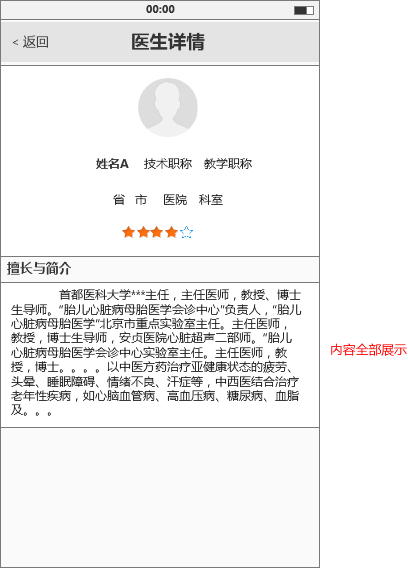 00:00
< 返回 医生详情
姓名A 技术职称 教学职称
省 市 医院 科室
擅长与简介
首都医科大学***主任，主任医师，教授、博士
生导师。“胎儿心脏病母胎医学会诊中心”负责人，“胎儿
心脏病母胎医学”北京市重点实验室主任。主任医师，
教授，博士生导师，安贞医院心脏超声二部师。“胎儿
心脏病母胎医学会诊中心实验室主任。主任医师，教
授，博士。。。。以中医方药治疗亚健康状态的疲劳、
头晕、睡眠障碍、情绪不良、汗症等，中西医结合治疗
老年性疾病，如心脑血管病、高血压病、糖尿病、血脂
及。。。
内容全部展示